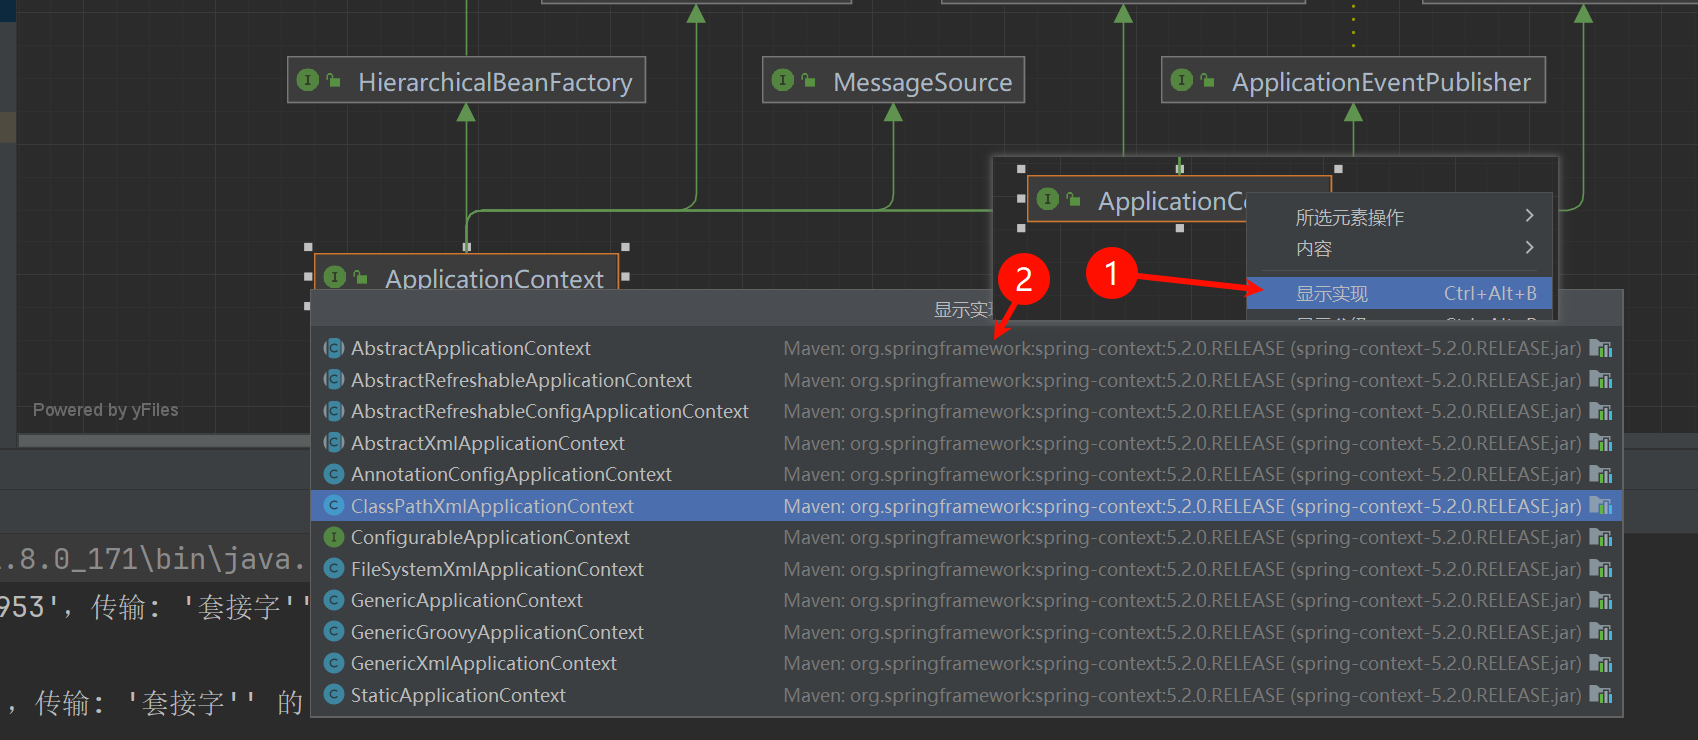 HierarchicalBeanFactory
MessageSource
ApplicationEventPublisher
ApplicationC
所选元素操作
内容
显示实现 Ctrl+Alt+B
1
2
ApplicationContext
显示实
AbstractApplicationContext Maven: org.springframework:spring-context:5.2.0.RELEASE (spring-context-5.2.0.RELEASE.jar)
AbstractRefreshableApplicationContext Maven: org.springframework:spring-context:5.2.0.RELEASE (spring-context-5.2.0.RELEASE.jar)
AbstractRefreshableConfigApplicationContext Maven: org.springframework:spring-context:5.2.0.RELEASE (spring-context-5.2.0.RELEASE.jar)
AbstractXmlApplicationContext Maven: org.springframework:spring-context:5.2.0.RELEASE (spring-context-5.2.0.RELEASE.jar)
AnnotationConfigApplicationContext Maven: org.springframework:spring-context:5.2.0.RELEASE (spring-context-5.2.0.RELEASE.jar)
ClassPathXmlApplicationContext Maven: org.springframework:spring-context:5.2.0.RELEASE (spring-context-5.2.0.RELEASE.jar)
ConfigurableApplicationContext Maven: org.springframework:spring-context:5.2.0.RELEASE (spring-context-5.2.0.RELEASE.jar)
FileSystemXmlApplicationContext Maven: org.springframework:spring-context:5.2.0.RELEASE (spring-context-5.2.0.RELEASE.jar)
GenericApplicationContext Maven: org.springframework:spring-context:5.2.0.RELEASE (spring-context-5.2.0.RELEASE.jar)
GenericGroovyApplicationContext Maven: org.springframework:spring-context:5.2.0.RELEASE (spring-context-5.2.0.RELEASE.jar)
GenericXmlApplicationContext Maven: org.springframework:spring-context:5.2.0.RELEASE (spring-context-5.2.0.RELEASE.jar)
StaticApplicationContext Maven: org.springframework:spring-context:5.2.0.RELEASE (spring-context-5.2.0.RELEASE.jar)
Powered by yFiles
.8.0_171\bin\java.
953', 传输: '套接字''
, 传输: '套接字'' 的